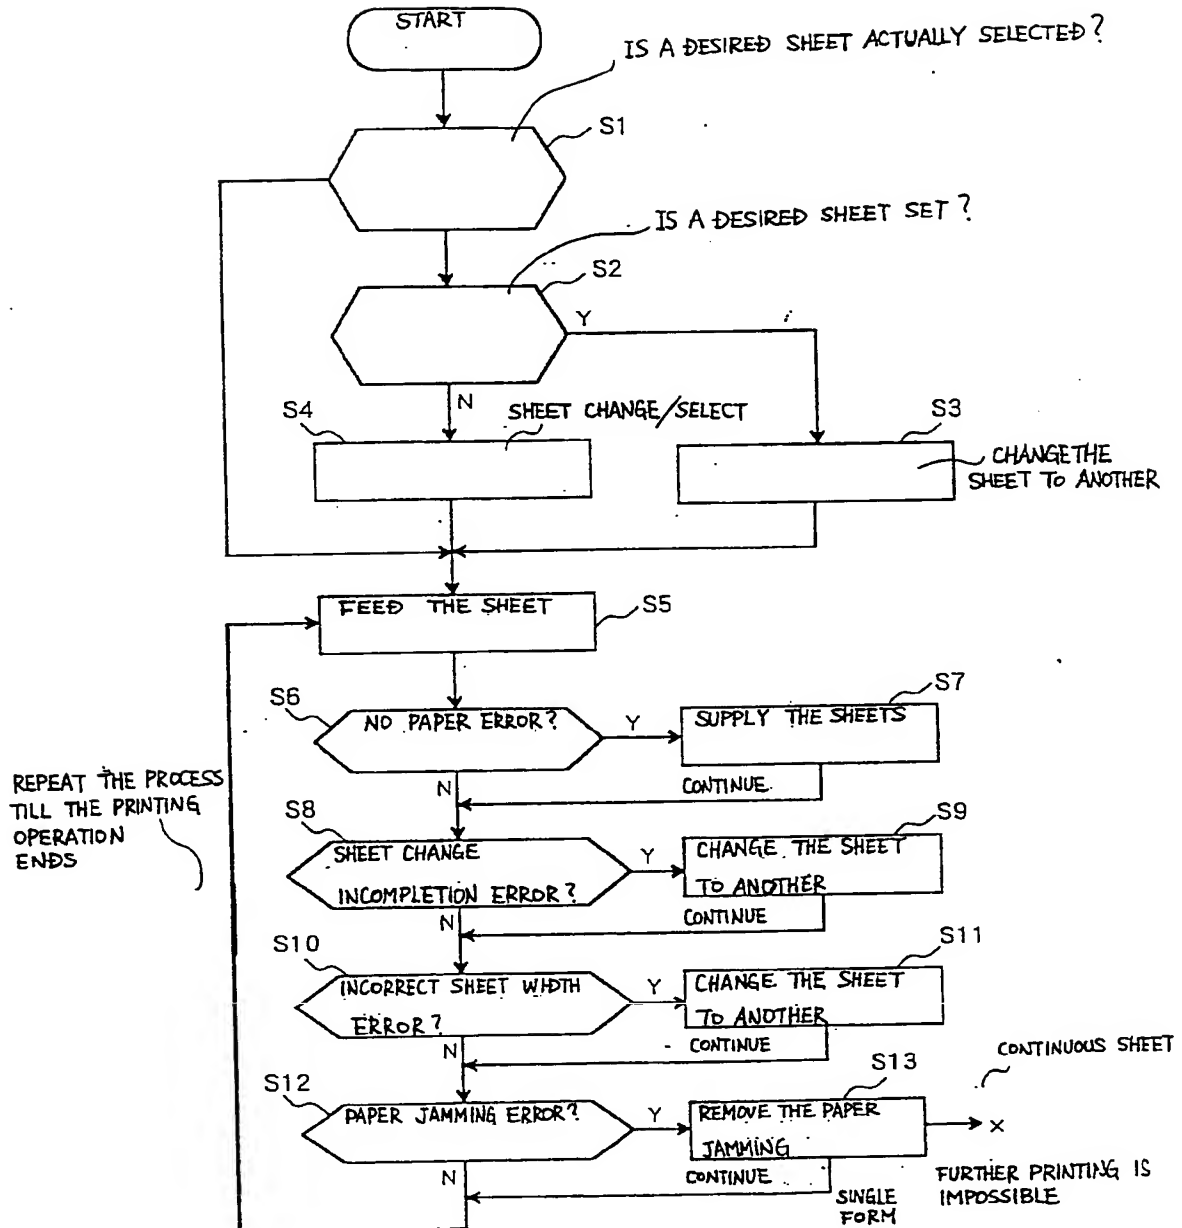 START
IS A DESIRED SHEET ACTUALLY SELECTED?
S1
IS A DESIRED SHEET SET?
S2
Y
N
S4
SHEET CHANGE/SELECT
S3
CHANGE THE
SHEET TO ANOTHER
FEED THE SHEET
S5
S6
NO PAPER ERROR?
Y
S7
SUPPLY THE SHEETS
N
CONTINUE
REPEAT THE PROCESS
TILL THE PRINTING
OPERATION
ENDS
S8
SHEET CHANGE
INCOMPLETION ERROR?
Y
S9
CHANGE THE SHEET
TO ANOTHER
N
CONTINUE
S10
INCORRECT SHEET WIDTH
ERROR?
Y
S11
CHANGE THE SHEET
TO ANOTHER
N
CONTINUE
S12
PAPER JAMMING ERROR?
Y
S13
REMOVE THE PAPER
JAMMING
CONTINUOUS SHEET
×
N
CONTINUE
SINGLE
FORM
FURTHER PRINTING IS
IMPOSSIBLE